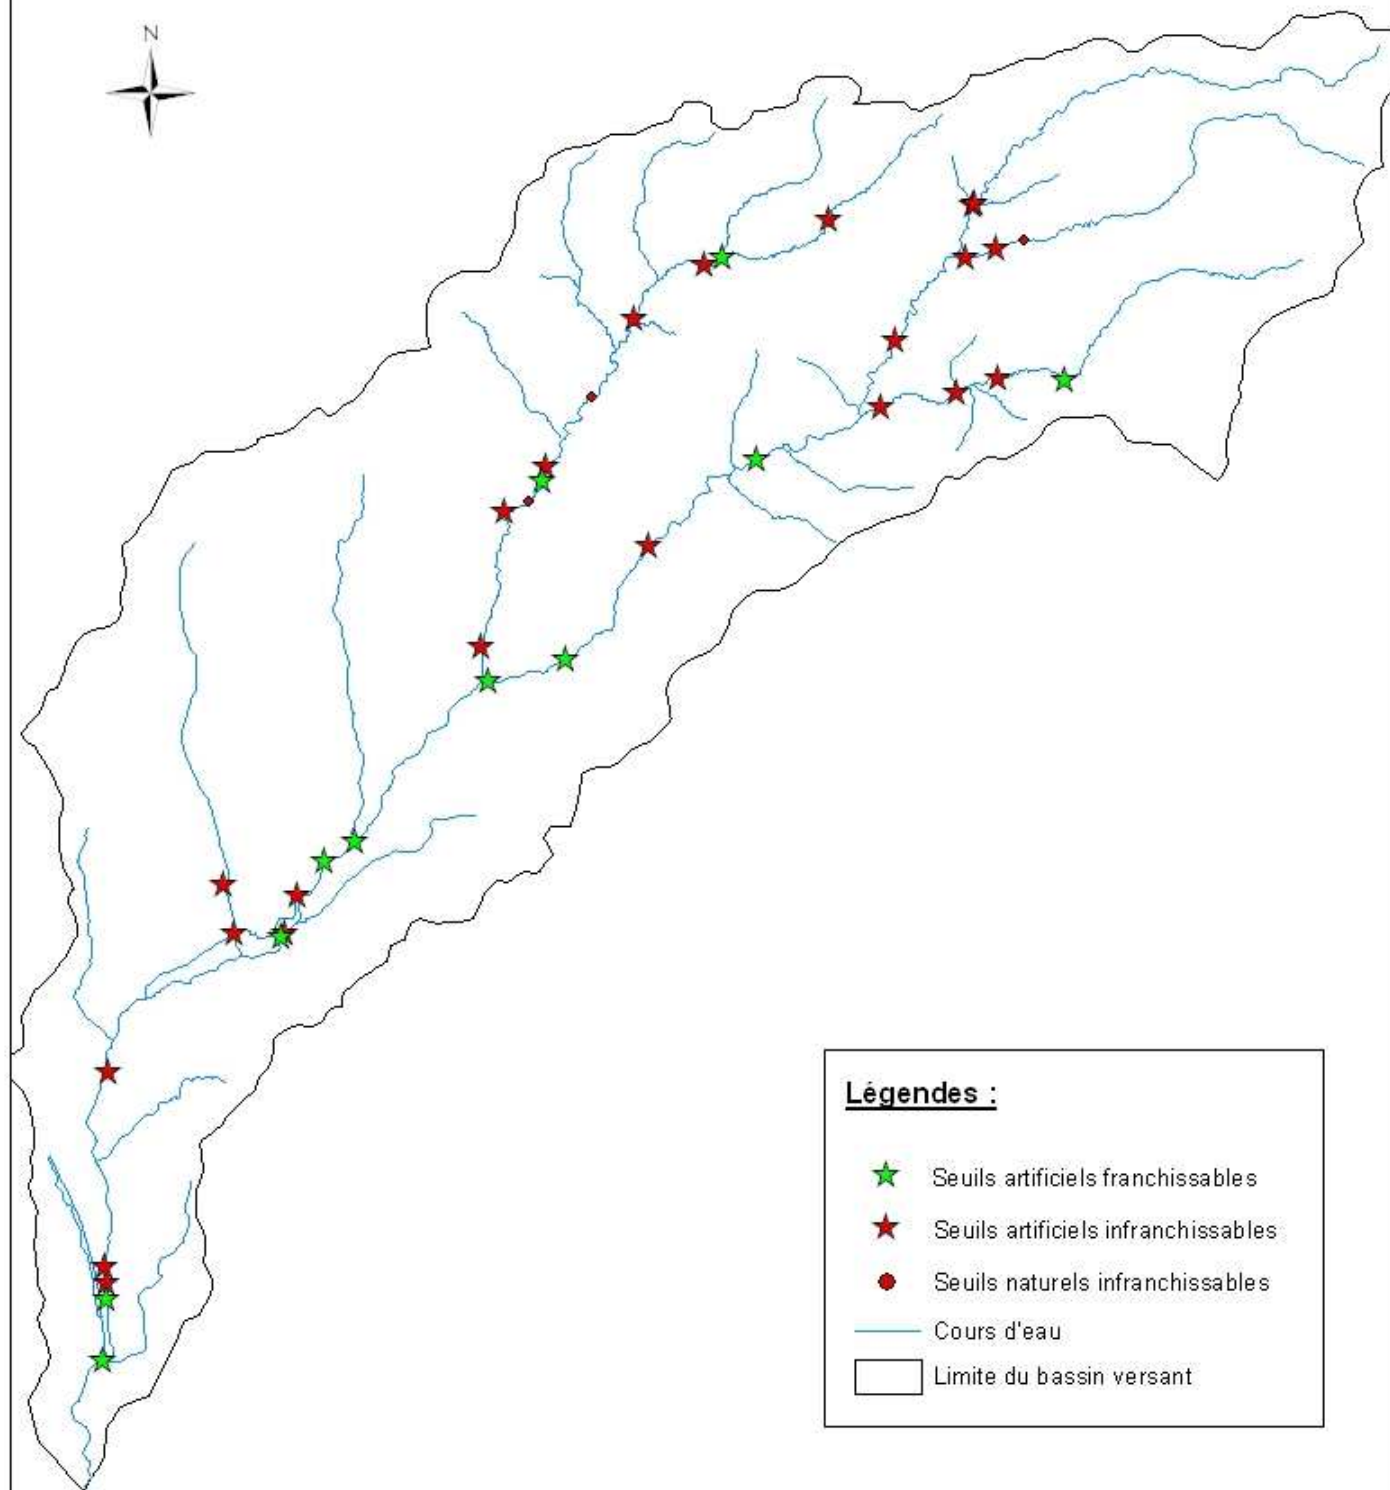 N
Légendes :
Seuils artificiels franchissables
Seuils artificiels infranchissables
Seuils naturels infranchissables
Cours d'eau
Limite du bassin versant